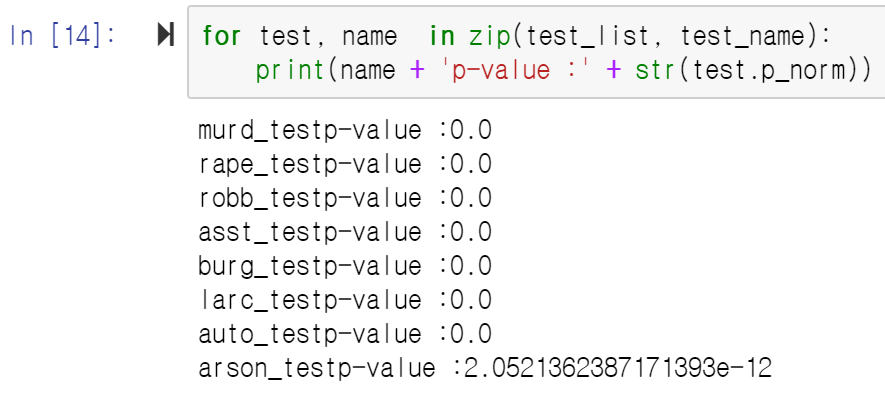 In [14]:
for test, name  in zip(test_list, test_name):
    print(name + 'p-value :' + str(test.p_norm))
murd_testp-value :0.0
rape_testp-value :0.0
robb_testp-value :0.0
asst_testp-value :0.0
burg_testp-value :0.0
larc_testp-value :0.0
auto_testp-value :0.0
arson_testp-value :2.0521362387171393e-12